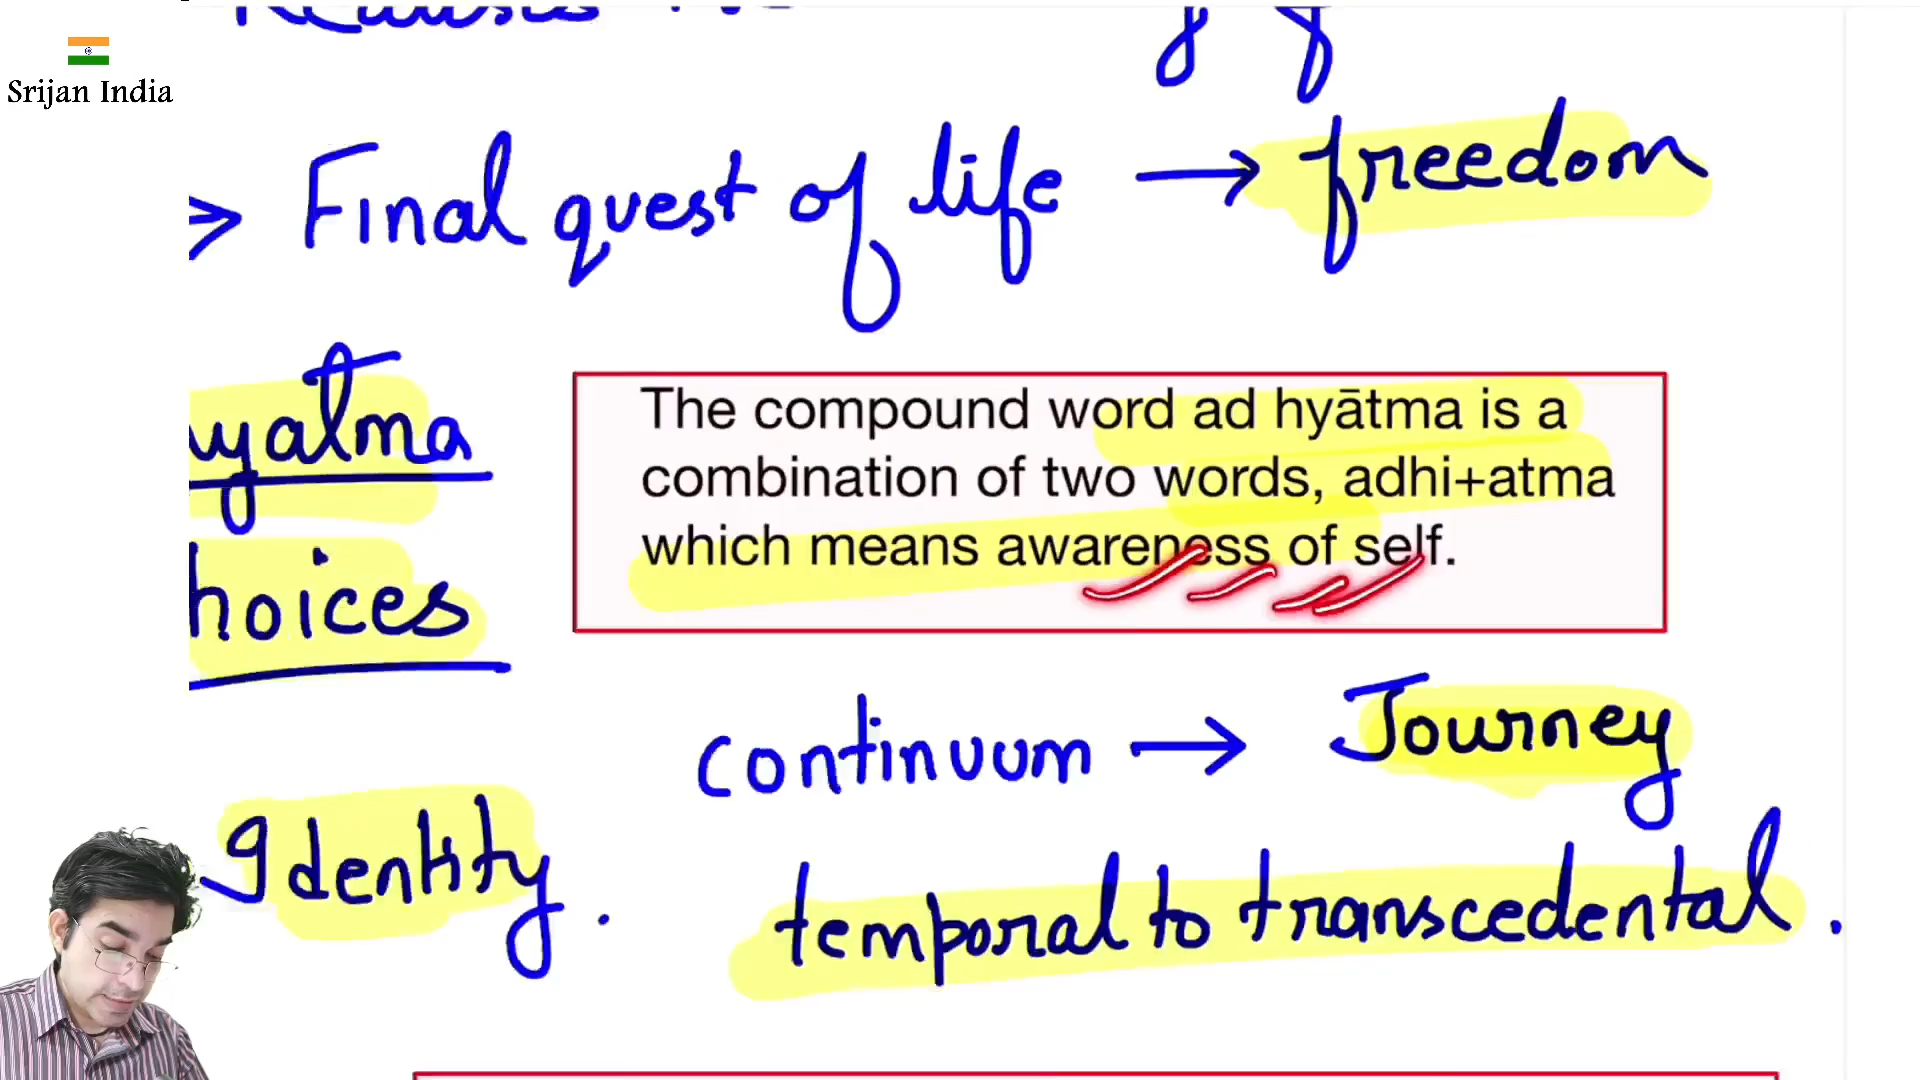 Srijan India
Final quest of life → freedom
yatma
The compound word ad hyātma is a
combination of two words, adhi+atma
which means awareness of self.
hoices
continuum → Journey
Identity.
temporal to transcedental.